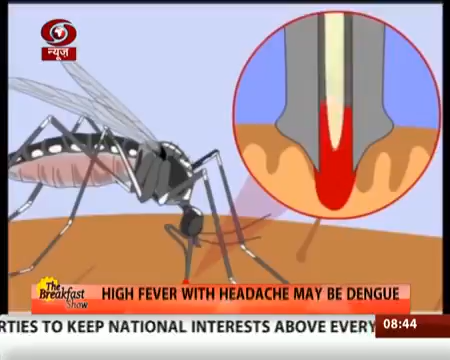 न्यूज़
The Breakfast Show
HIGH FEVER WITH HEADACHE MAY BE DENGUE
RTIES TO KEEP NATIONAL INTERESTS ABOVE EVERY
08:44